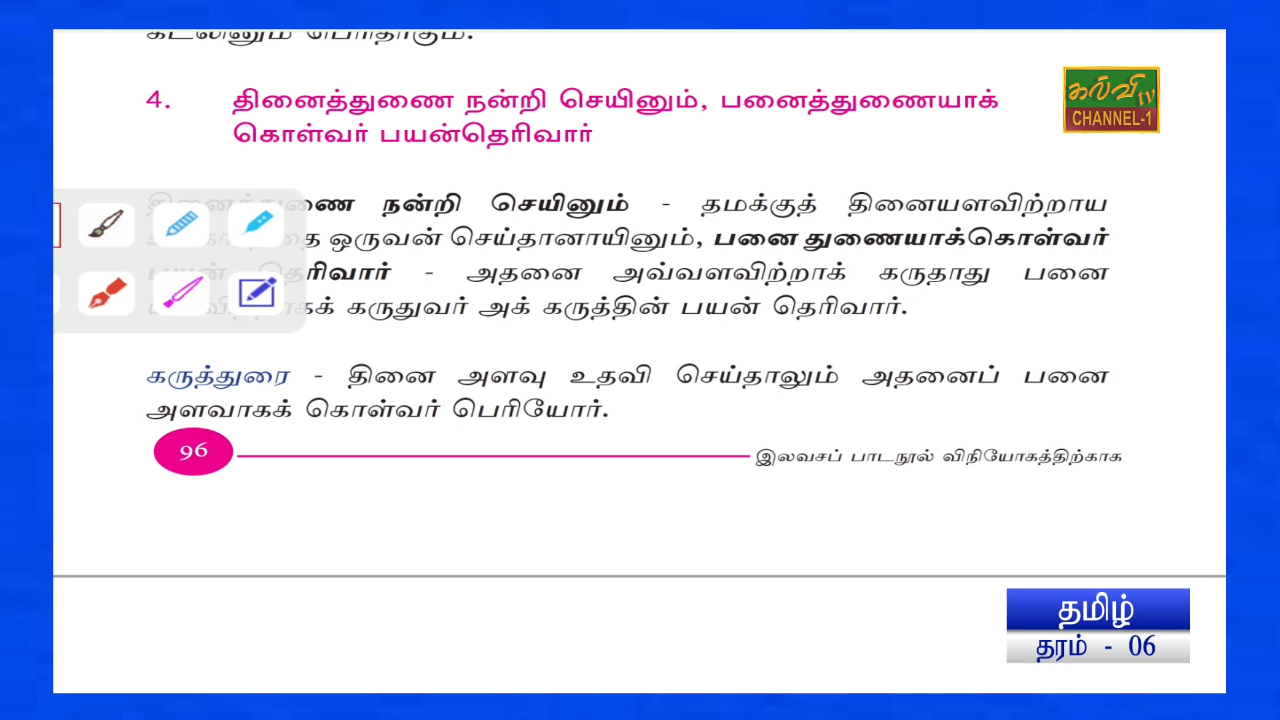 கடலினும் பெரிதாகும்.
4. தினைத்துணை நன்றி செயினும், பனைத்துணையாக்
கொள்வர் பயன்தெரிவார்
நன்றி செயினும் - தமக்குத் தினையளவிற்றாய
ஒருவன் செய்தானாயினும், பனை துணையாக்கொள்வர்
தெரிவார் - அதனை அவ்வளவிற்றாக் கருதாது பனை
கருதுவர் அக் கருத்தின் பயன் தெரிவார்.
கருத்துரை - தினை அளவு உதவி செய்தாலும் அதனைப் பனை
அளவாகக் கொள்வர் பெரியோர்.
96
இலவசப் பாடநூல் விநியோகத்திற்காக
கல்வி tv
CHANNEL-1
தமிழ்
தரம் - 06